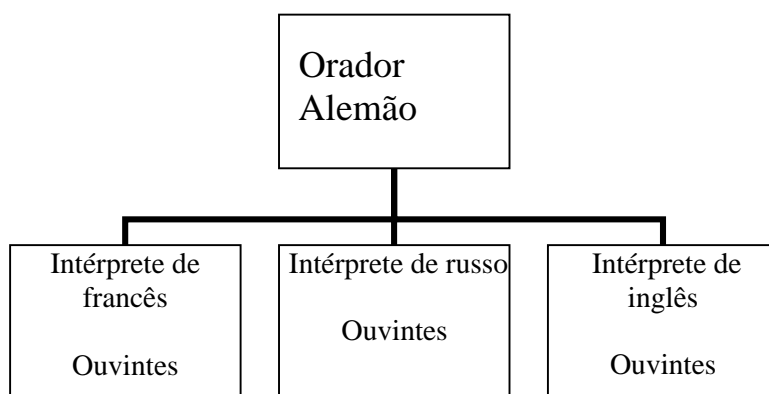 Orador
Alemão
Intérprete de
francês
Ouvintes
Intérprete de russo
Ouvintes
Intérprete de
inglês
Ouvintes